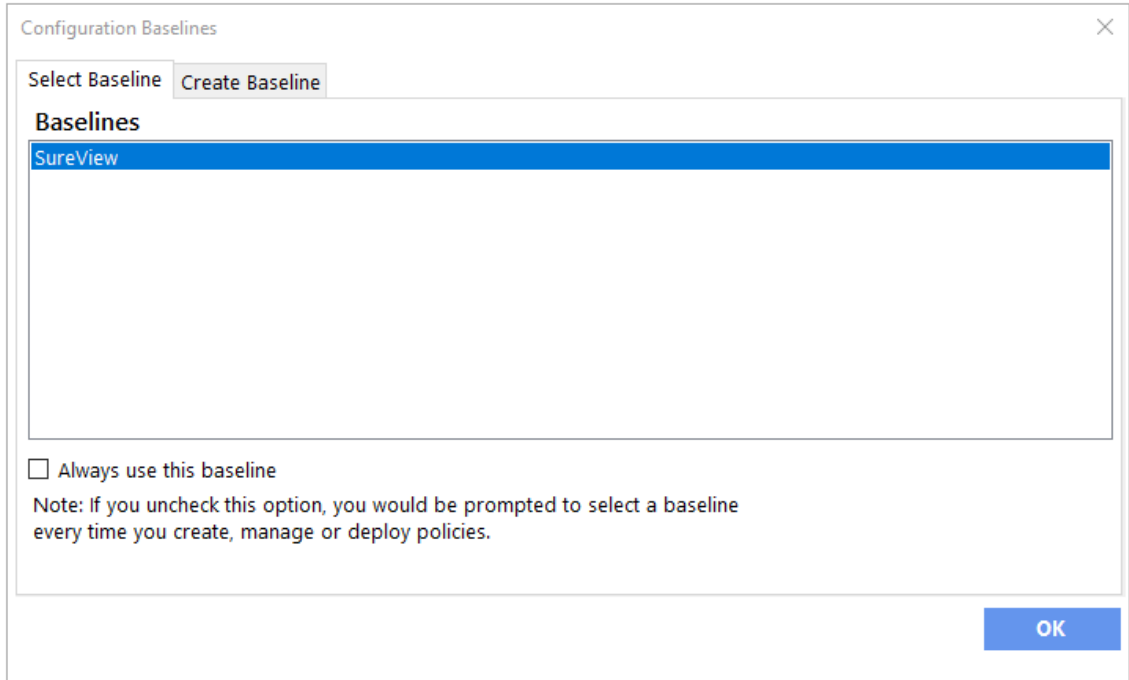 Configuration Baselines
Select Baseline
Create Baseline
Baselines
SureView
Always use this baseline
Note: If you uncheck this option, you would be prompted to select a baseline
every time you create, manage or deploy policies.
OK